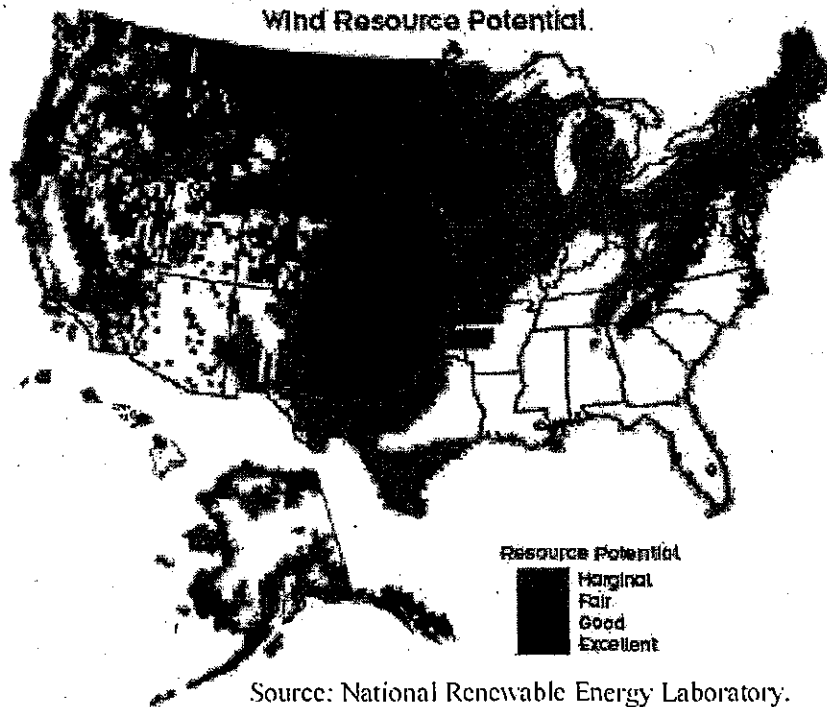 Wind Resource Potential.
Resource Potential
Marginal
Fair
Good
Excellent
Source: National Renewable Energy Laboratory.